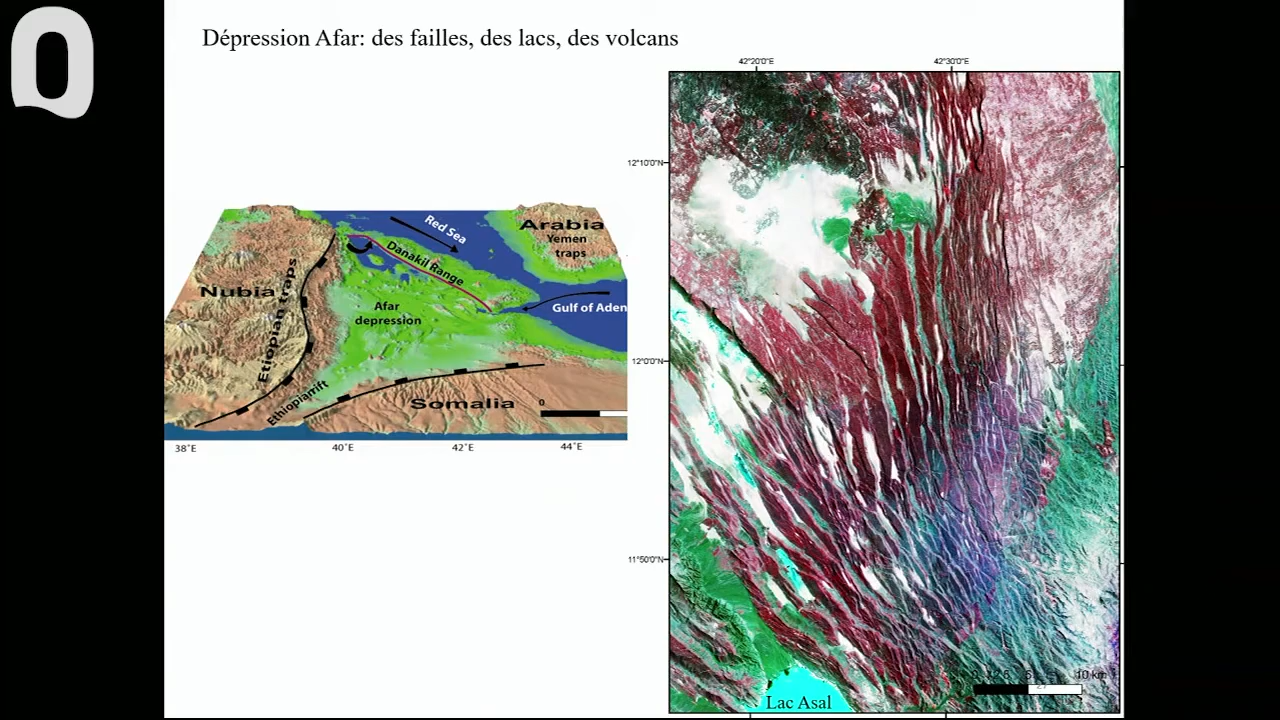 Dépression Afar: des failles, des lacs, des volcans
42°20'0"E
42°30'0"E
12°10'0"N
12°0'0"N
11°50'0"N
Red Sea
Arabia
Yemen
traps
Danakil Range
Nubia
Etiopian traps
Afar
depression
Gulf of Aden
Ethiopian rift
Somalia
0
38°E
40°E
42°E
44°E
10 km
27
Lac Asal